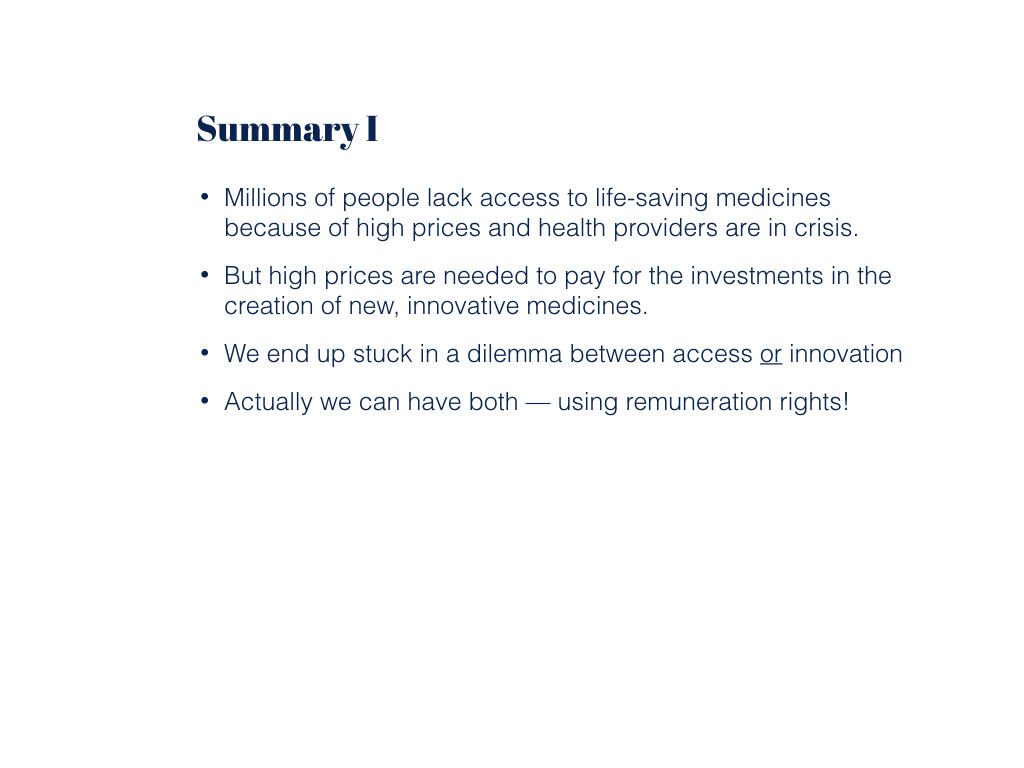 Summary I
• Millions of people lack access to life-saving medicines
because of high prices and health providers are in crisis.
• But high prices are needed to pay for the investments in the
creation of new, innovative medicines.
• We end up stuck in a dilemma between access or innovation
• Actually we can have both — using remuneration rights!